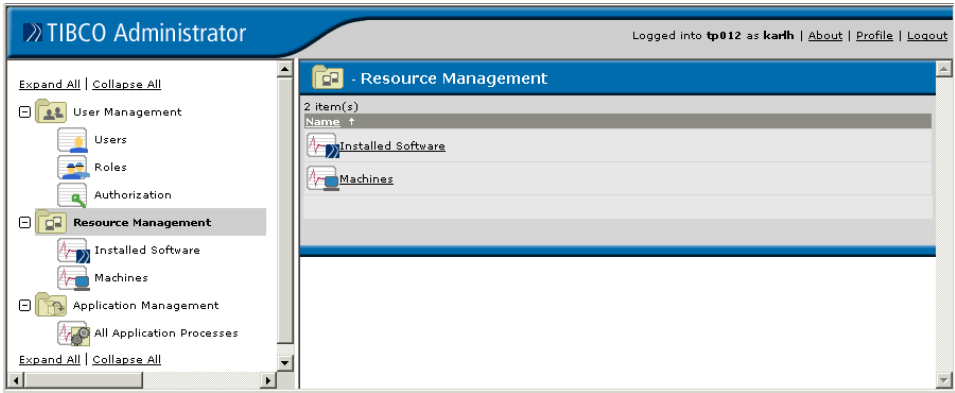 TIBCO Administrator
Logged into tp012 as karlh | About | Profile | Logout
Expand All | Collapse All
User Management
Users
Roles
Authorization
Resource Management
Installed Software
Machines
Application Management
All Application Processes
Expand All | Collapse All
- Resource Management
2 item(s)
Name ↑
Installed Software
Machines